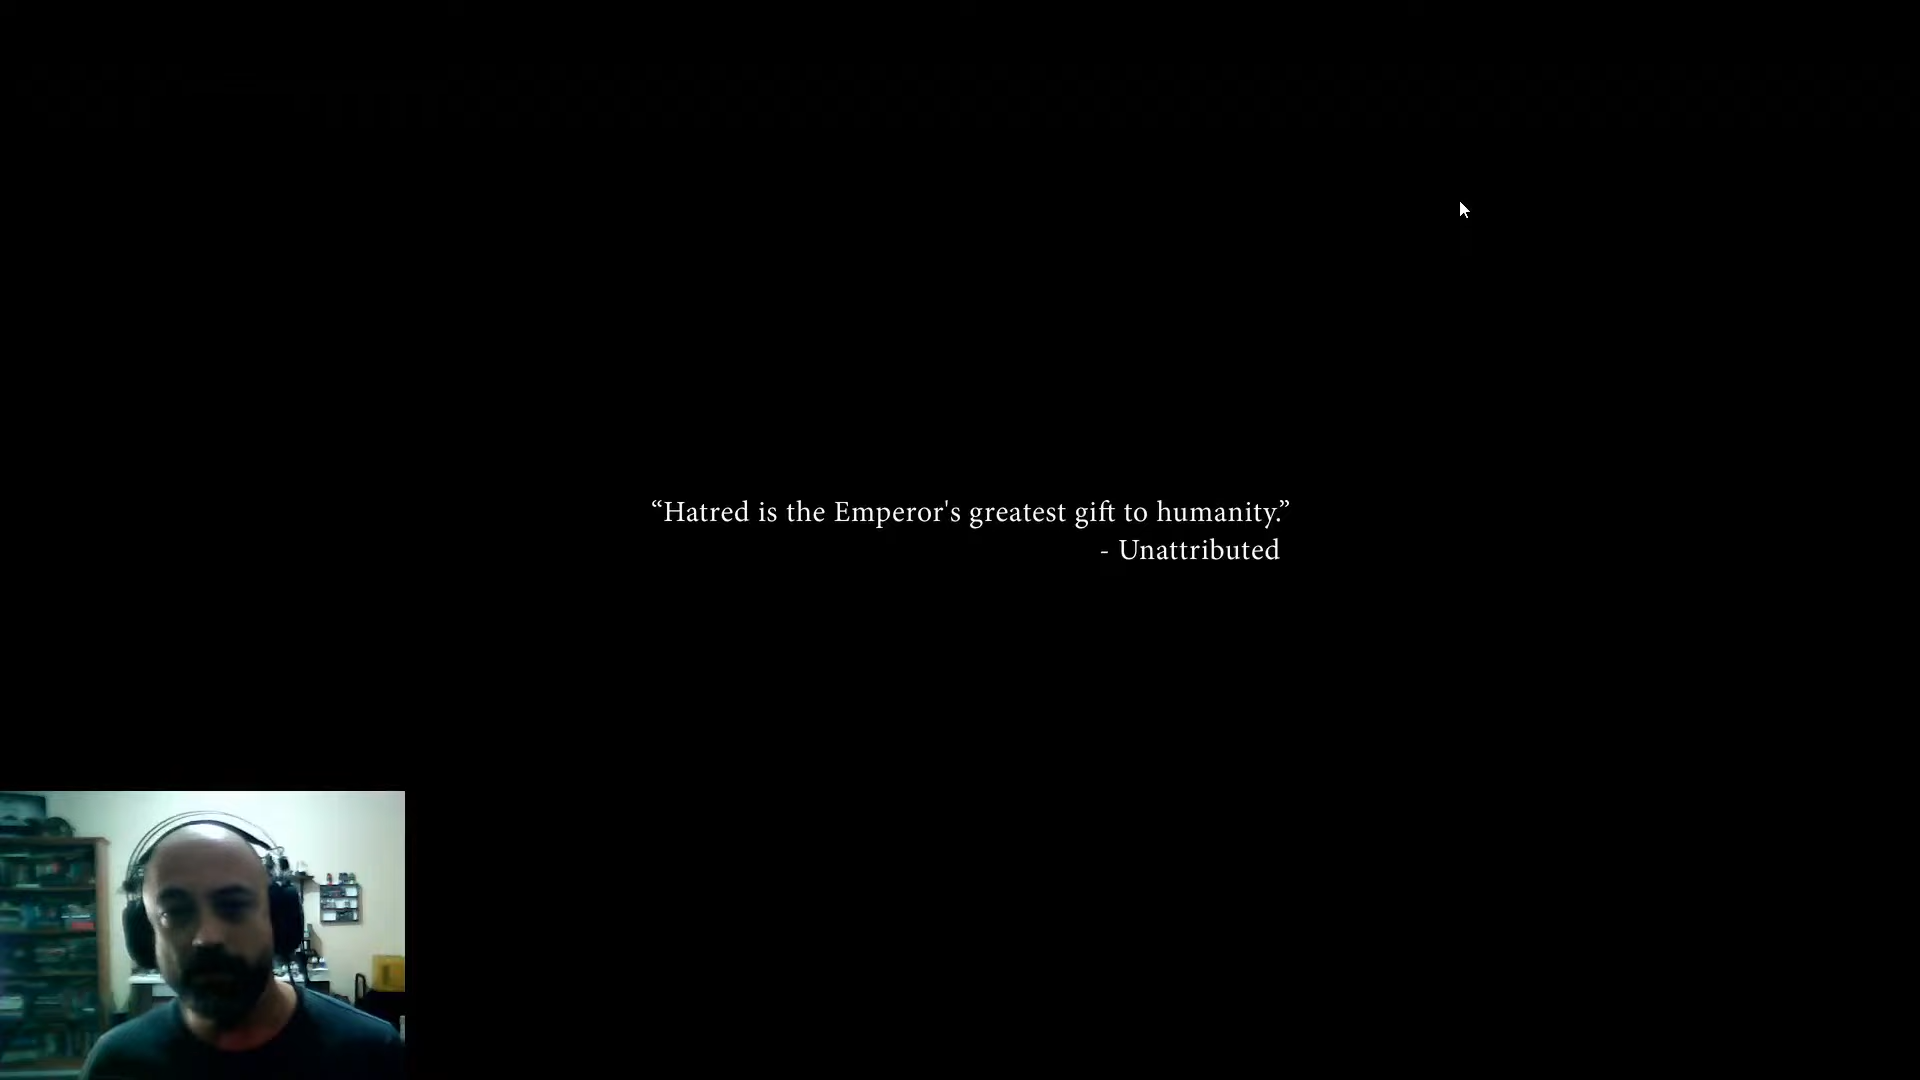 “Hatred is the Emperor's greatest gift to humanity.”
- Unattributed